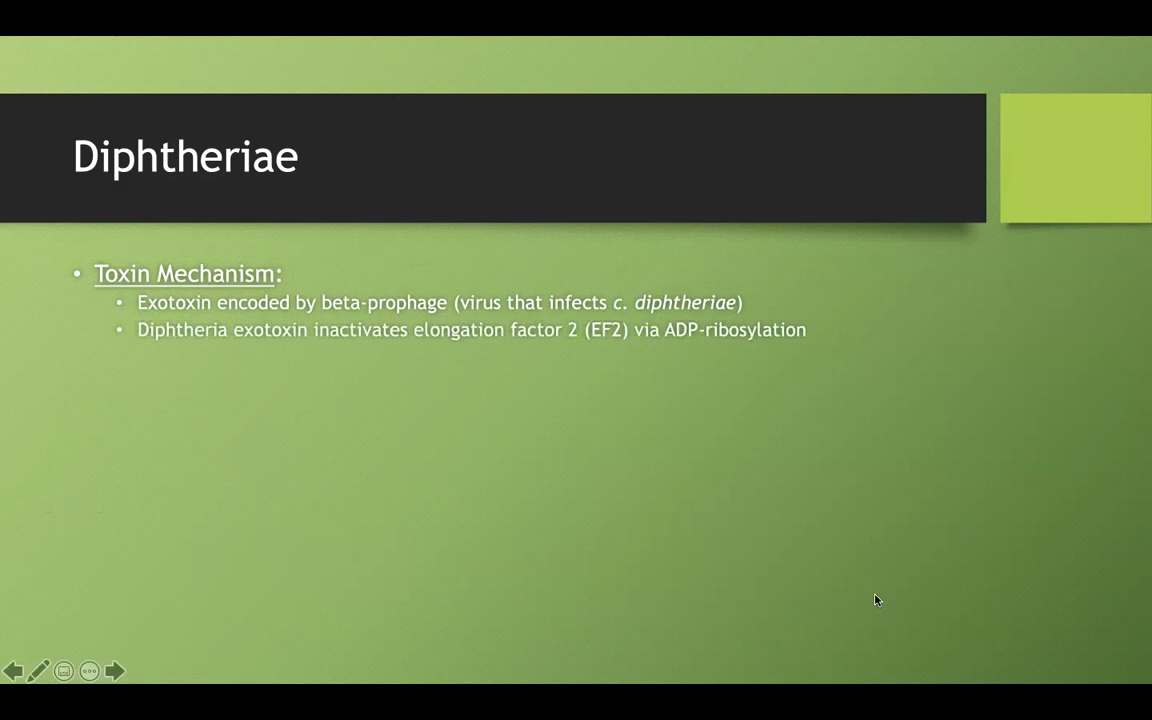 Diphtheriae
• Toxin Mechanism:
• Exotoxin encoded by beta-prophage (virus that infects c. diphtheriae)
• Diphtheria exotoxin inactivates elongation factor 2 (EF2) via ADP-ribosylation